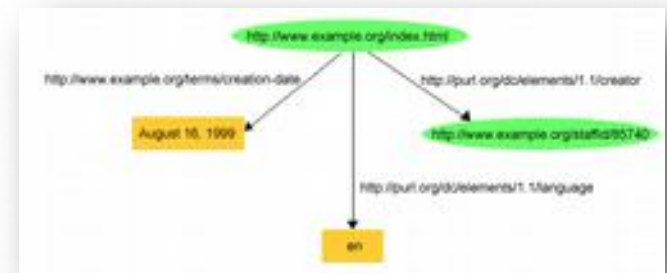 http://www.example.org/index.html
http://www.example.org/terms/creation-date
http://purl.org/dc/elements/1.1/creator
August 16, 1999
http://www.example.org/staffid/85740
http://purl.org/dc/elements/1.1/language
en